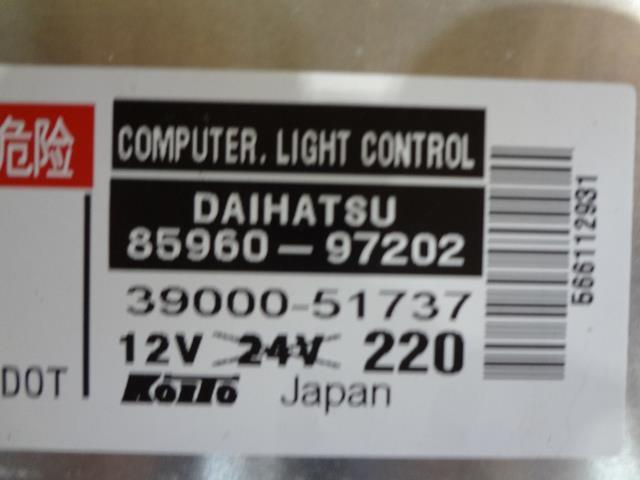 危险
COMPUTER, LIGHT CONTROL
DAIHATSU
85960-97202
39000-51737
12V 24V 220
DOT
KOITO Japan
566112931